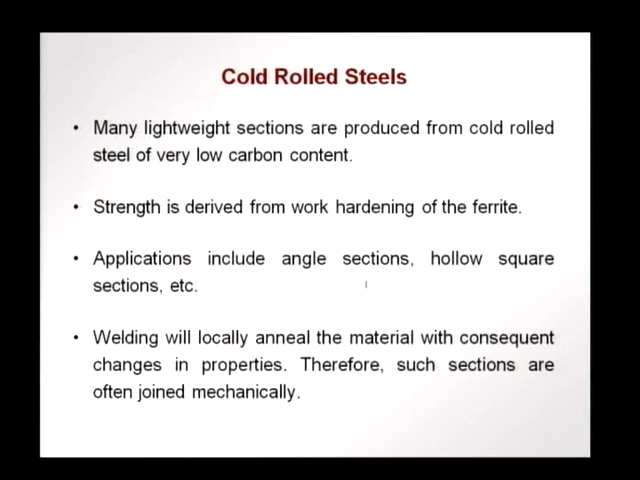 Cold Rolled Steels
• Many lightweight sections are produced from cold rolled
steel of very low carbon content.
• Strength is derived from work hardening of the ferrite.
• Applications include angle sections, hollow square
sections, etc.
• Welding will locally anneal the material with consequent
changes in properties. Therefore, such sections are
often joined mechanically.